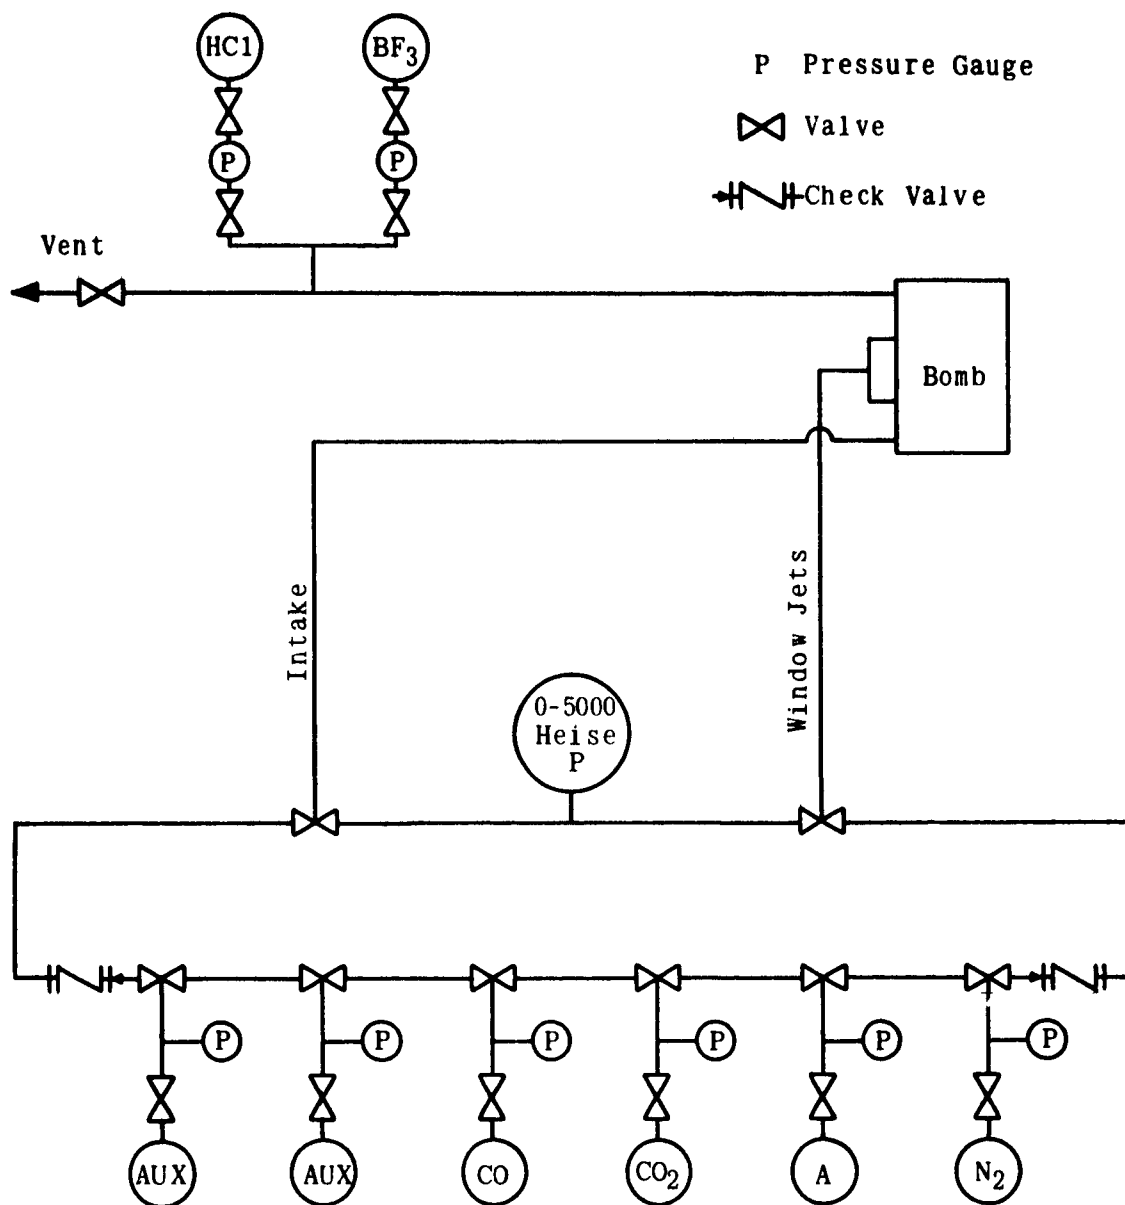 HCl
BF3
P Pressure Gauge
Valve
P
P
Check Valve
Vent
Bomb
Intake
Window Jets
0-5000
Heise
P
P
P
P
P
P
P
AUX
AUX
CO
CO2
A
N2